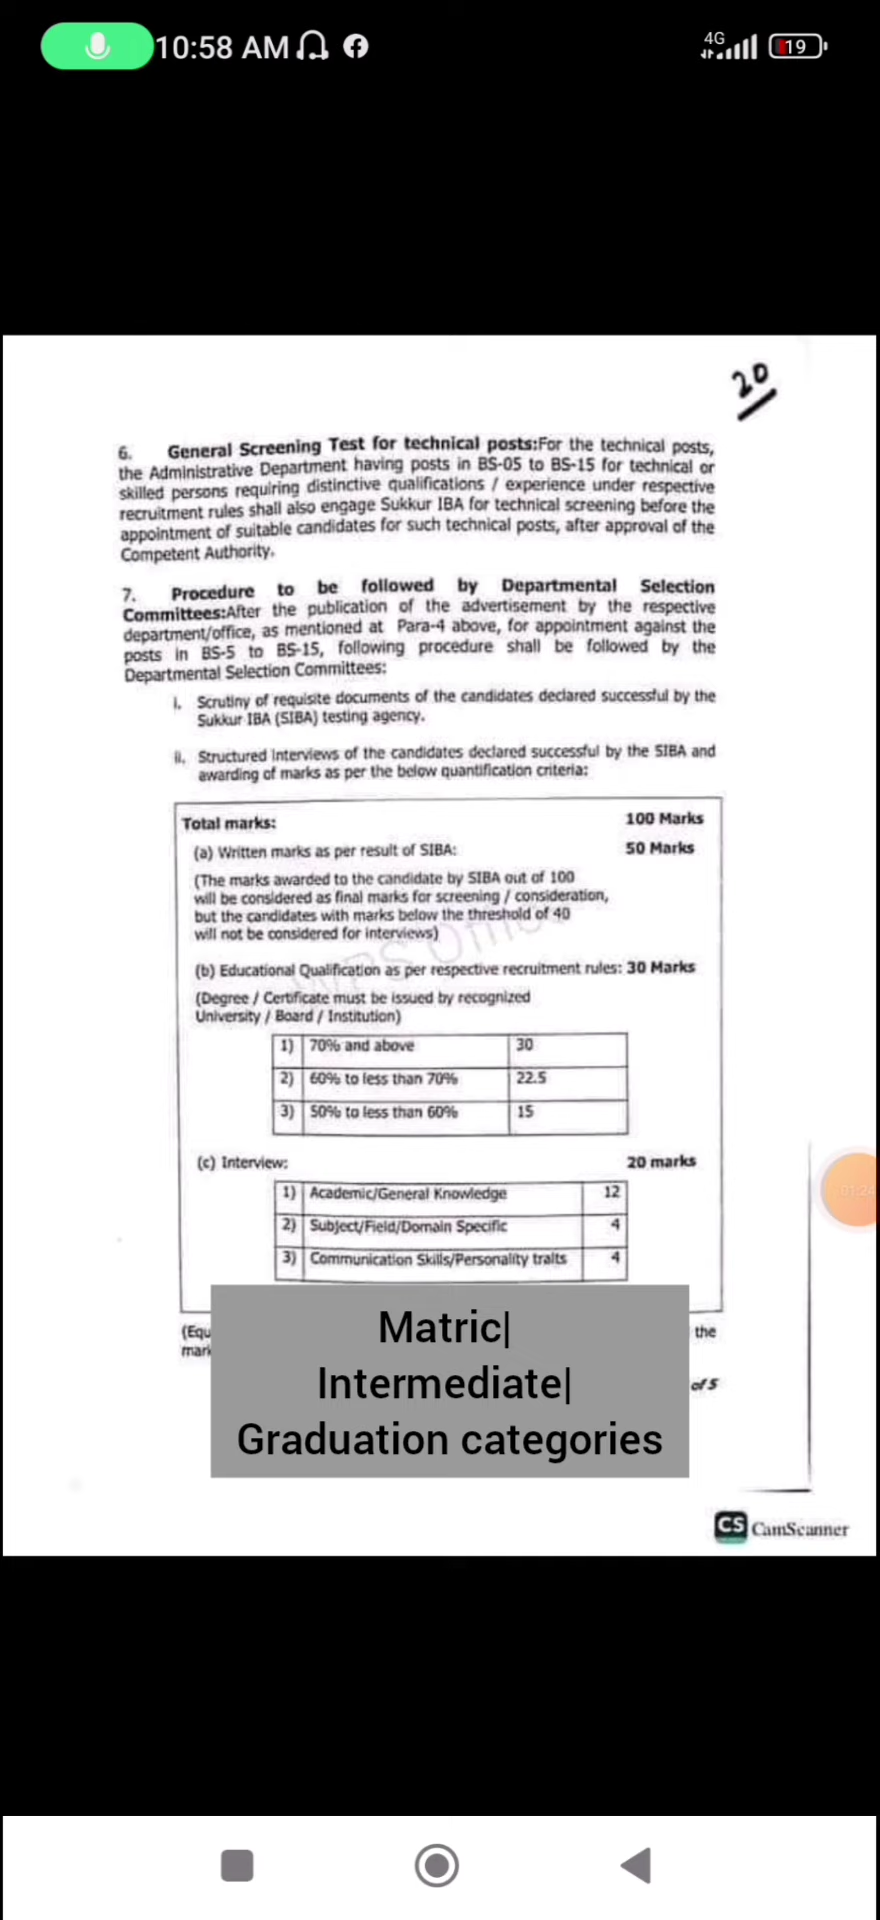 10:58 AM
4G
19
20
6. General Screening Test for technical posts:For the technical posts,
the Administrative Department having posts in BS-05 to BS-15 for technical or
skilled persons requiring distinctive qualifications / experience under respective
recruitment rules shall also engage Sukkur IBA for technical screening before the
appointment of suitable candidates for such technical posts, after approval of the
Competent Authority.
7. Procedure to be followed by Departmental Selection
Committees:After the publication of the advertisement by the respective
department/office, as mentioned at Para-4 above, for appointment against the
posts in BS-5 to BS-15, following procedure shall be followed by the
Departmental Selection Committees:
i. Scrutiny of requisite documents of the candidates declared successful by the
Sukkur IBA (SIBA) testing agency.
ii. Structured Interviews of the candidates declared successful by the SIBA and
awarding of marks as per the below quantification criteria:
Total marks: 100 Marks
(a) Written marks as per result of SIBA: 50 Marks
(The marks awarded to the candidate by SIBA out of 100
will be considered as final marks for screening / consideration,
but the candidates with marks below the threshold of 40
will not be considered for interviews)
WPS Office
(b) Educational Qualification as per respective recruitment rules: 30 Marks
(Degree / Certificate must be issued by recognized
University / Board / Institution)
1) 70% and above 30
2) 60% to less than 70% 22.5
3) 50% to less than 60% 15
(c) Interview: 20 marks
1) Academic/General Knowledge 12
2) Subject/Field/Domain Specific 4
3) Communication Skills/Personality traits 4
01:24
(Equ the
mark
of 5
Matric|
Intermediate|
Graduation categories
CS CamScanner